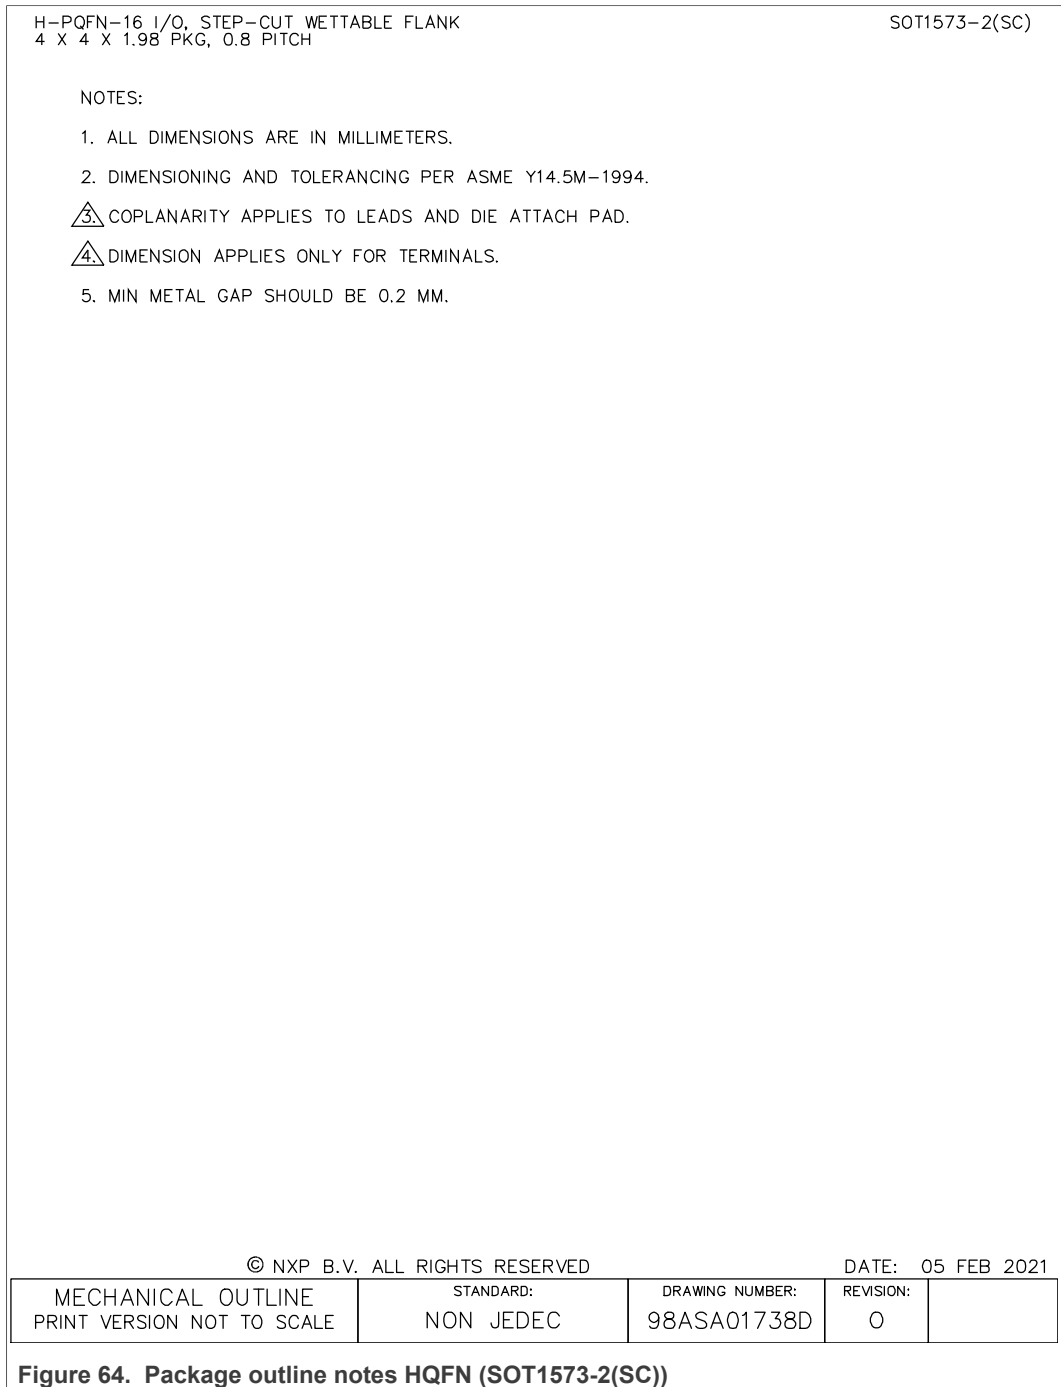 H-PQFN-16 I/O, STEP-CUT WETTABLE FLANK
4 X 4 X 1.98 PKG, 0.8 PITCH
SOT1573-2(SC)
NOTES:
1. ALL DIMENSIONS ARE IN MILLIMETERS.
2. DIMENSIONING AND TOLERANCING PER ASME Y14.5M-1994.
3. COPLANARITY APPLIES TO LEADS AND DIE ATTACH PAD.
4. DIMENSION APPLIES ONLY FOR TERMINALS.
5. MIN METAL GAP SHOULD BE 0.2 MM.
© NXP B.V. ALL RIGHTS RESERVED
DATE: 05 FEB 2021
MECHANICAL OUTLINE
PRINT VERSION NOT TO SCALE
STANDARD:
NON JEDEC
DRAWING NUMBER:
98ASA01738D
REVISION:
O
Figure 64. Package outline notes HQFN (SOT1573-2(SC))